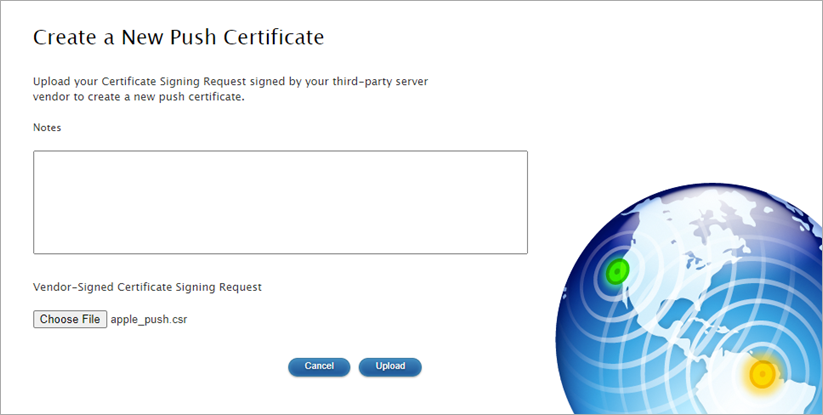 Create a New Push Certificate
Upload your Certificate Signing Request signed by your third-party server
vendor to create a new push certificate.
Notes
Vendor-Signed Certificate Signing Request
Choose File apple_push.csr
Cancel Upload